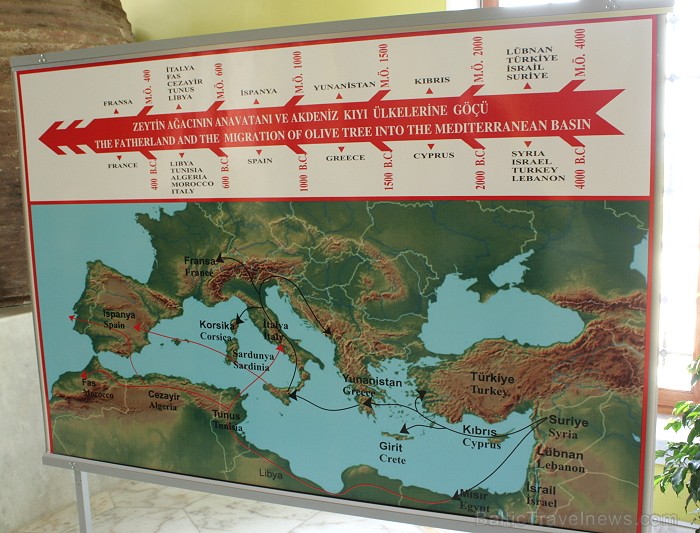 FRANSA
M.Ö. 400
İTALYA
FAS
CEZAYİR
TUNUS
LİBYA
M.Ö. 600
İSPANYA
M.Ö. 1000
YUNANİSTAN
M.Ö. 1500
KIBRIS
M.Ö. 2000
LÜBNAN
TÜRKİYE
İSRAİL
SURİYE
M.Ö. 4000
ZEYTİN AĞACININ ANAVATANI VE AKDENİZ KIYI ÜLKELERİNE GÖÇÜ
THE FATHERLAND AND THE MIGRATION OF OLIVE TREE INTO THE MEDITERRANEAN BASIN
FRANCE
400 B.C.
LIBYA
TUNISIA
ALGERIA
MOROCCO
ITALY
600 B.C.
SPAIN
1000 B.C.
GREECE
1500 B.C.
CYPRUS
2000 B.C.
SYRIA
ISRAEL
TURKEY
LEBANON
4000 B.C.
Fransa
France
İspanya
Spain
Korsika
Corsica
İtalya
Italy
Sardunya
Sardinia
Fas
Morocco
Cezayir
Algeria
Tunus
Tunisia
Yunanistan
Greece
Türkiye
Turkey
Girit
Crete
Kıbrıs
Cyprus
Suriye
Syria
Lübnan
Lebanon
Libya
Mısır
Egypt
İsrail
Israel
BalticTravelnews.com